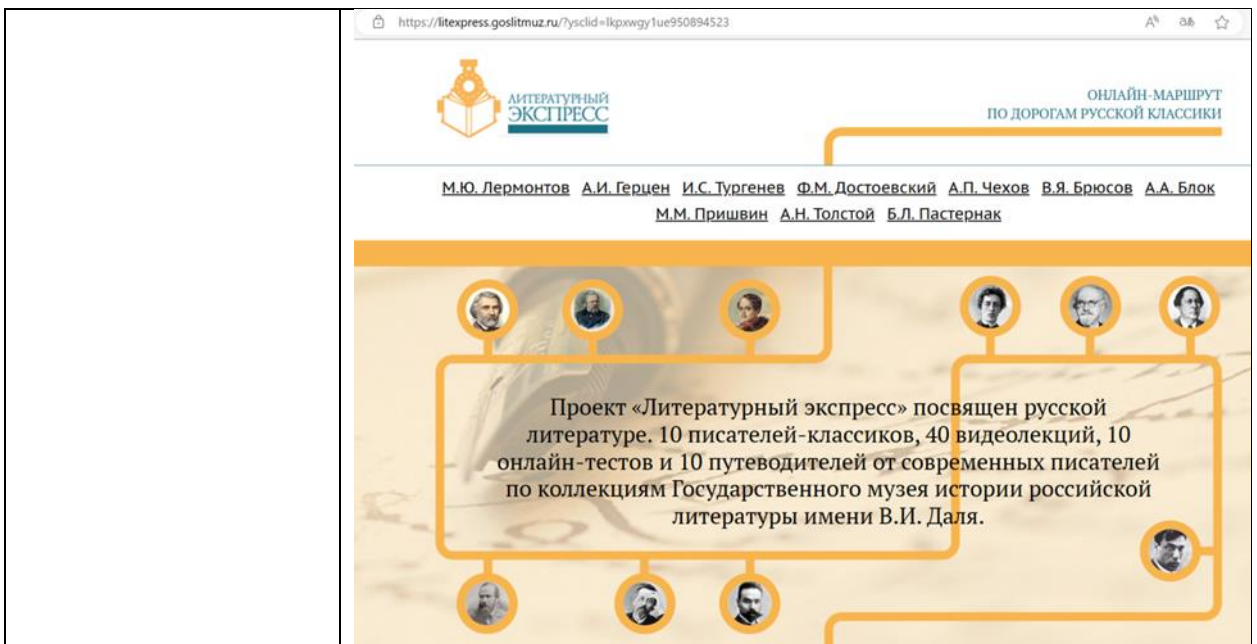 https://litexpress.goslitmuz.ru/?ysclid=lkpxwgy1ue950894523
ЛИТЕРАТУРНЫЙ
ЭКСПРЕСС
ОНЛАЙН-МАРШРУТ
ПО ДОРОГАМ РУССКОЙ КЛАССИКИ
М.Ю. Лермонтов А.И. Герцен И.С. Тургенев Ф.М. Достоевский А.П. Чехов В.Я. Брюсов А.А. Блок
М.М. Пришвин А.Н. Толстой Б.Л. Пастернак
Проект «Литературный экспресс» посвящен русской
литературе. 10 писателей-классиков, 40 видеолекций, 10
онлайн-тестов и 10 путеводителей от современных писателей
по коллекциям Государственного музея истории российской
литературы имени В.И. Даля.